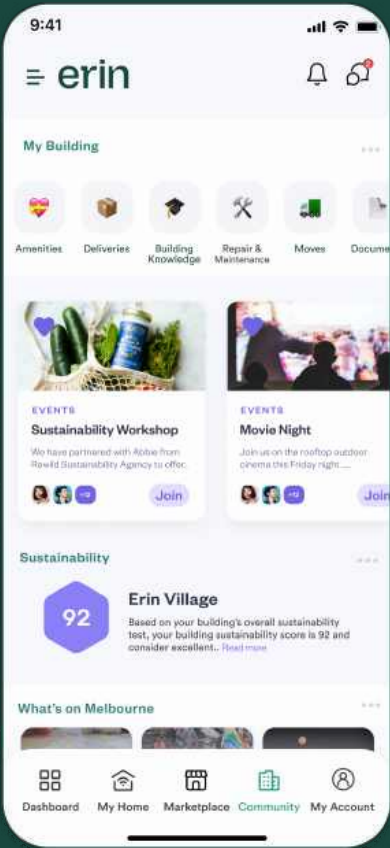 9:41
erin
My Building
Amenities
Deliveries
Building
Knowledge
Repair &
Maintenance
Moves
Docume
EVENTS
Sustainability Workshop
We have partnered with Abbie from
Rewild Sustainability Agency to offer.
Join
EVENTS
Movie Night
Join us on the rooftop outdoor
cinema this Friday night ....
Join
Sustainability
92
Erin Village
Based on your building's overall sustainability
test, your building sustainability score is 92 and
consider excellent.. Read more
What's on Melbourne
Dashboard
My Home
Marketplace
Community
My Account